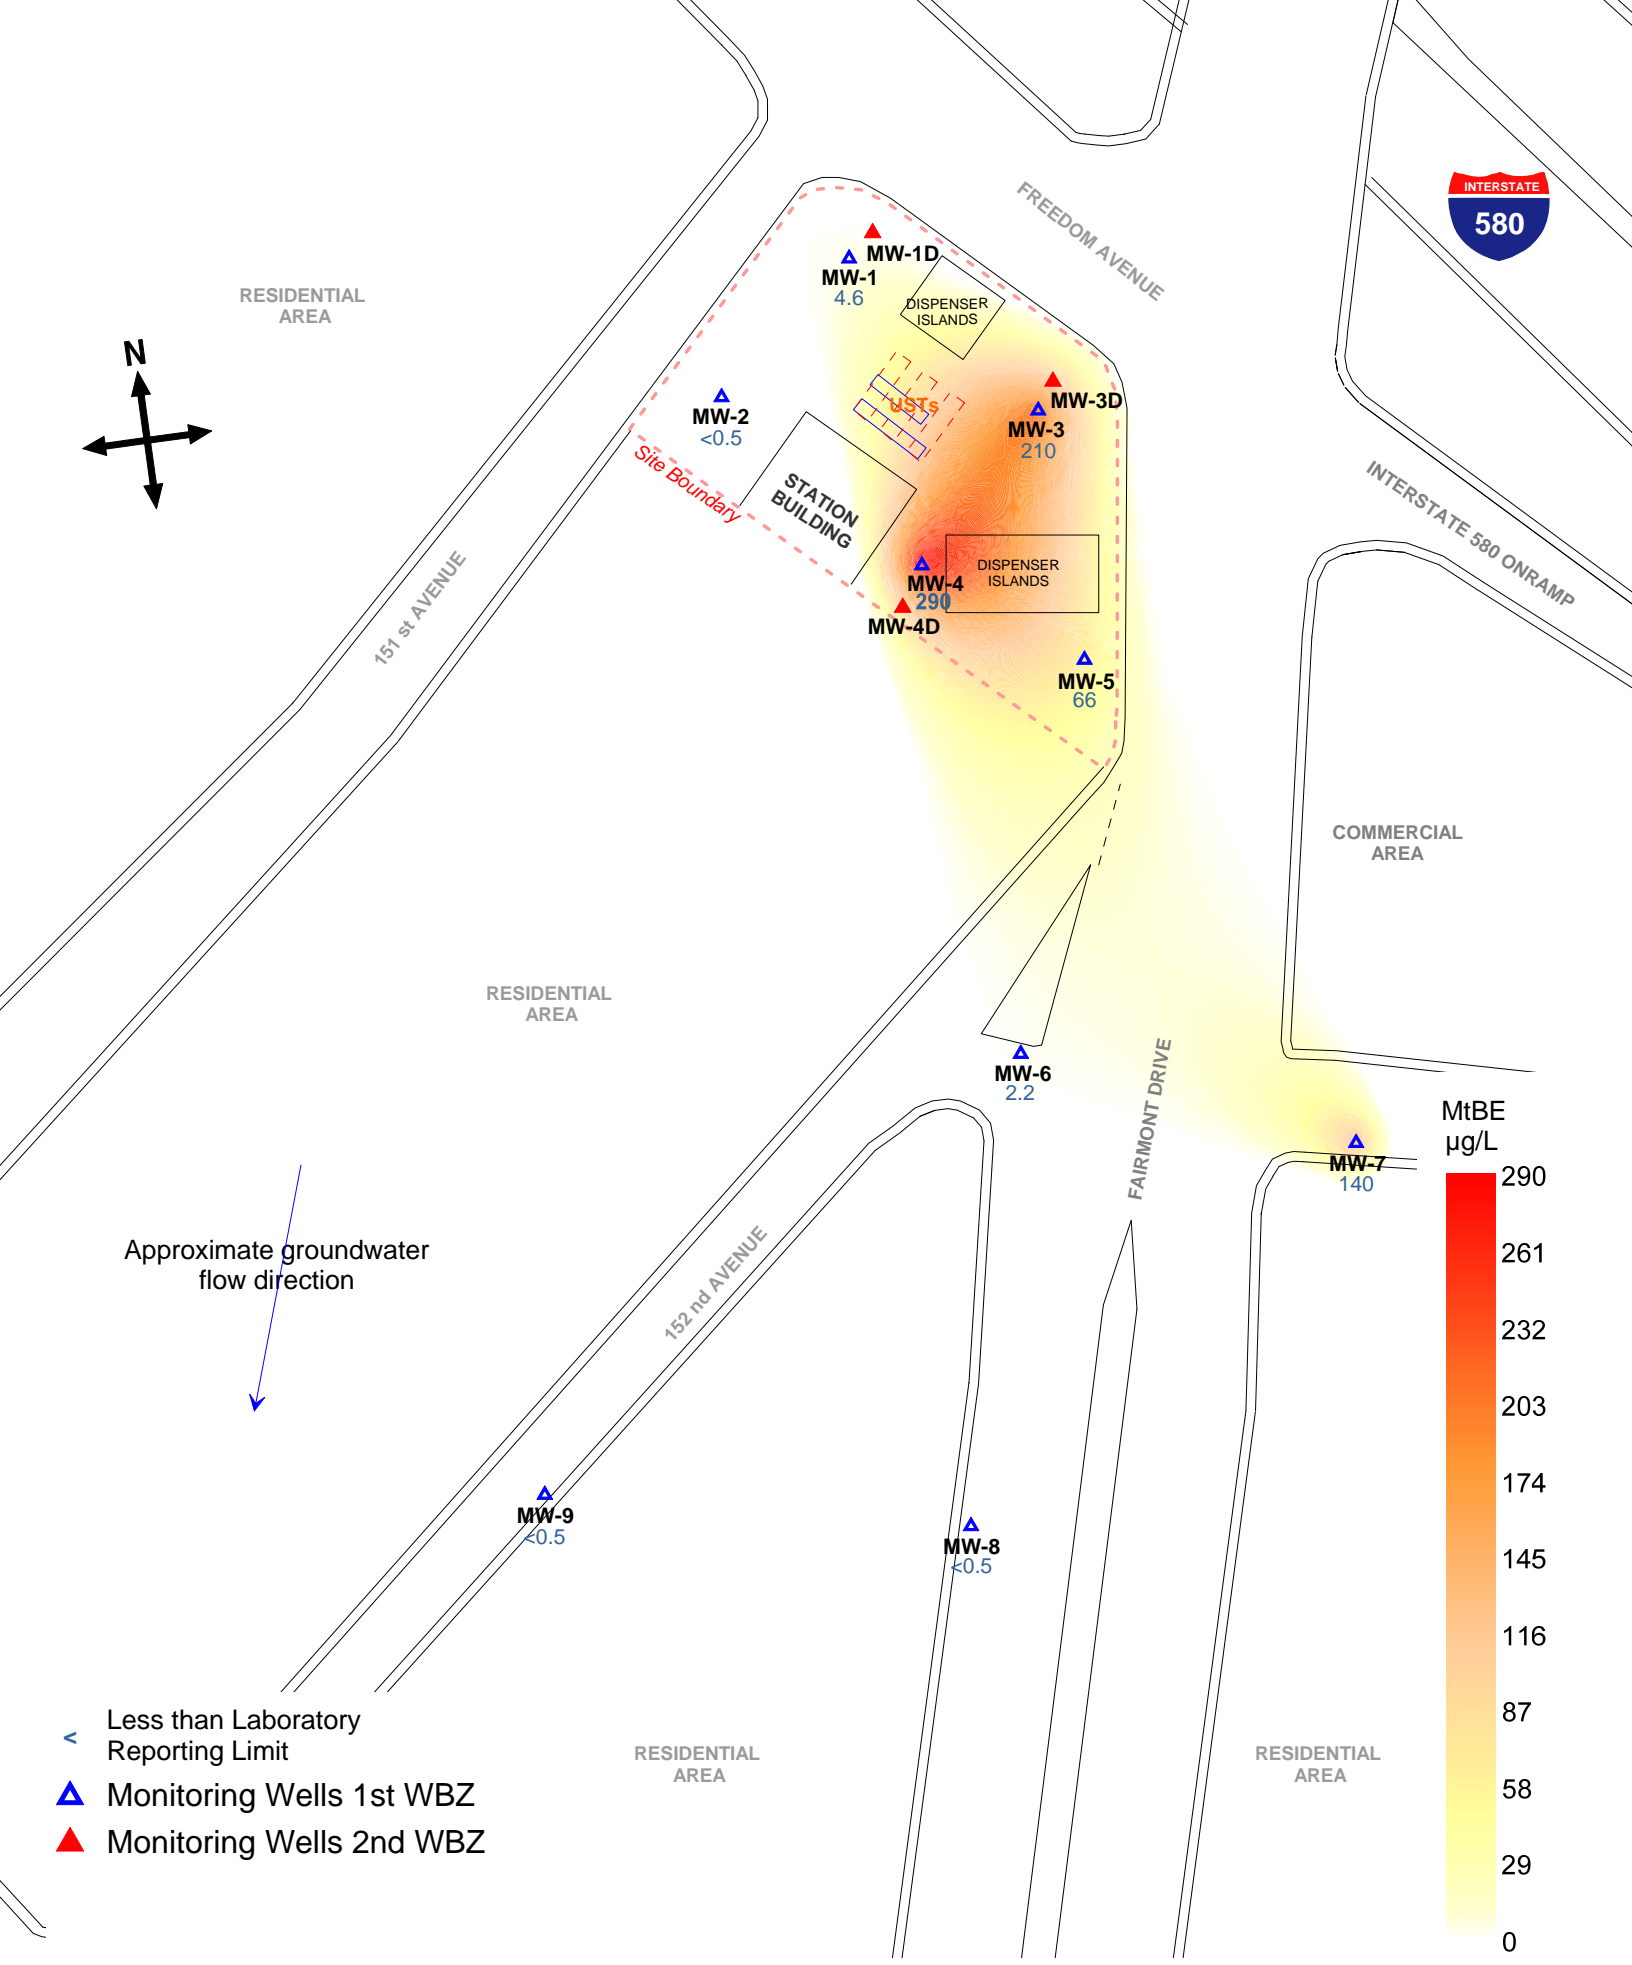 FREEDOM AVENUE
INTERSTATE
580
MW-1D
MW-1
4.6
RESIDENTIAL
AREA
DISPENSER
ISLANDS
N
USTs
MW-2
<0.5
MW-3D
MW-3
210
Site Boundary
STATION
BUILDING
INTERSTATE 580 ONRAMP
151 st AVENUE
DISPENSER
ISLANDS
MW-4
290
MW-4D
MW-5
66
COMMERCIAL
AREA
RESIDENTIAL
AREA
MW-6
2.2
FAIRMONT DRIVE
MW-7
140
MtBE
µg/L
290
261
232
203
174
145
116
87
58
29
0
Approximate groundwater
flow direction
152 nd AVENUE
MW-9
<0.5
MW-8
<0.5
< Less than Laboratory
Reporting Limit
Monitoring Wells 1st WBZ
Monitoring Wells 2nd WBZ
RESIDENTIAL
AREA
RESIDENTIAL
AREA